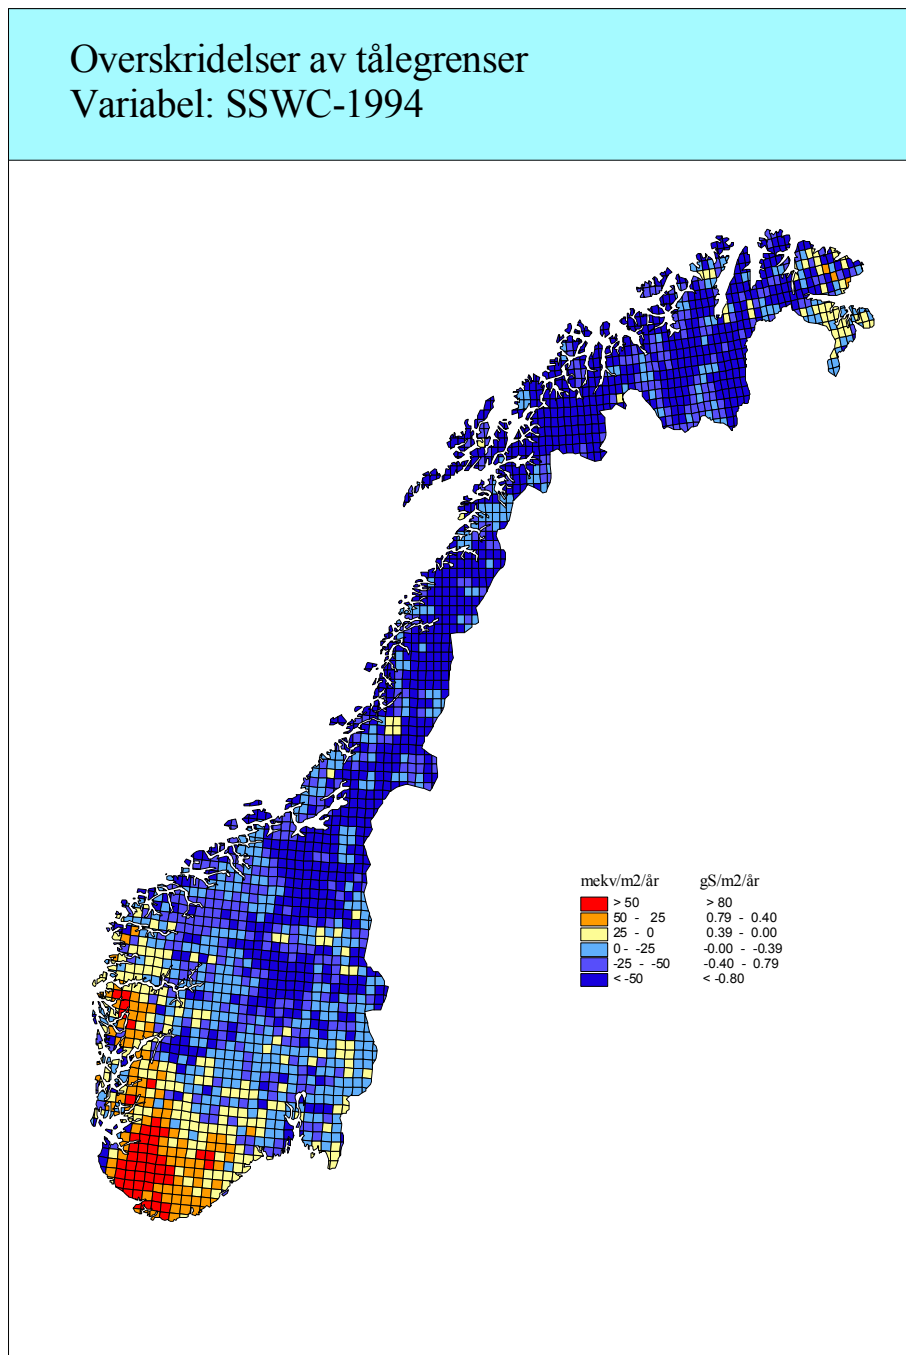 Overskridelser av tålegrenser
Variabel: SSWC-1994
mekv/m2/år gS/m2/år
> 50 > 80
50 - 25 0.79 - 0.40
25 - 0 0.39 - 0.00
0 - -25 -0.00 - -0.39
-25 - -50 -0.40 - 0.79
< -50 < -0.80